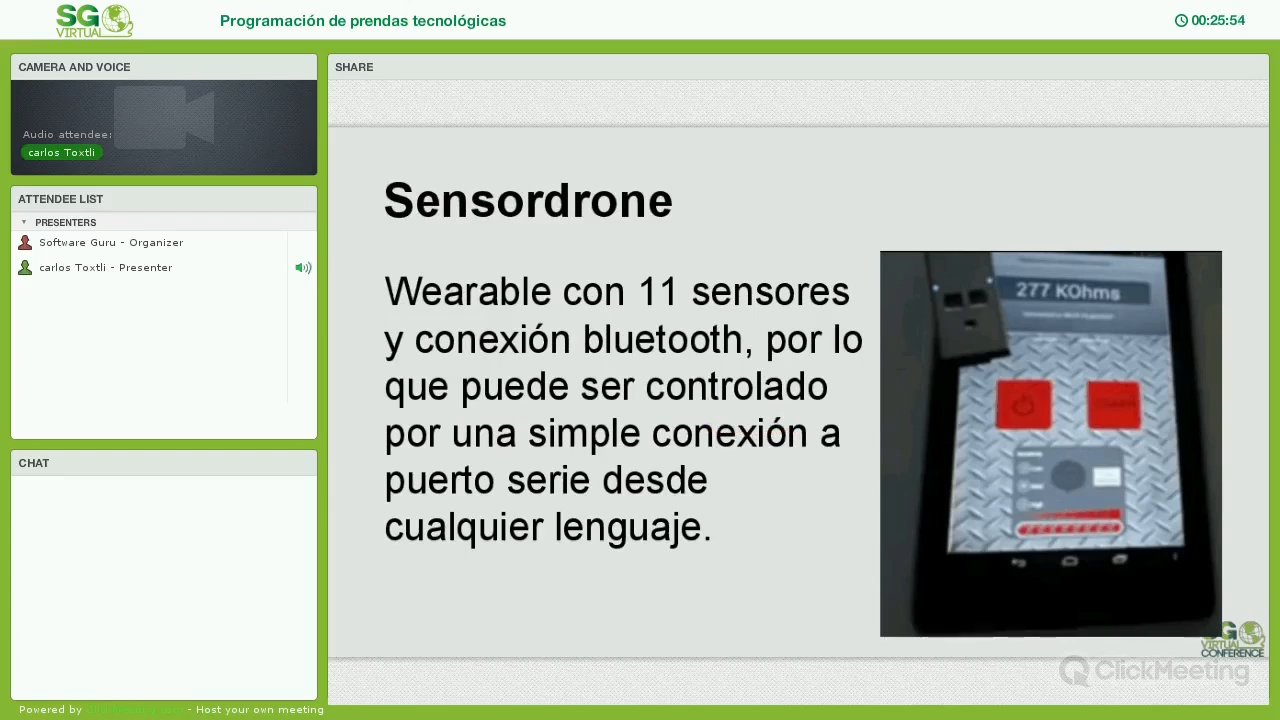 SG
VIRTUAL
Programación de prendas tecnológicas
00:25:54
CAMERA AND VOICE
Audio attendee:
carlos Toxtli
ATTENDEE LIST
PRESENTERS
Software Guru - Organizer
carlos Toxtli - Presenter
CHAT
SHARE
Sensordrone
Wearable con 11 sensores
y conexión bluetooth, por lo
que puede ser controlado
por una simple conexión a
puerto serie desde
cualquier lenguaje.
277 KOhms
SG
VIRTUAL
CONFERENCE
ClickMeeting
Powered by ClickMeeting.com - Host your own meeting